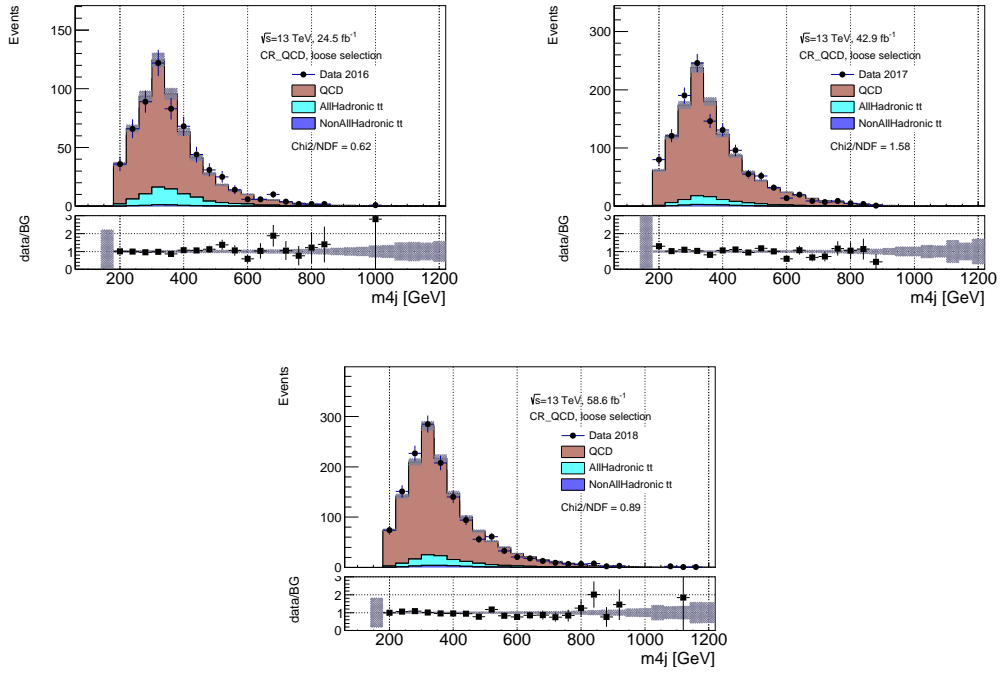 Events
150
100
50
0
√s=13 TeV, 24.5 fb⁻¹
CR_QCD, loose selection
Data 2016
QCD
AllHadronic tt
NonAllHadronic tt
Chi2/NDF = 0.62
data/BG
3
2
1
0
200 400 600 800 1000 1200
m4j [GeV]
Events
300
200
100
0
√s=13 TeV, 42.9 fb⁻¹
CR_QCD, loose selection
Data 2017
QCD
AllHadronic tt
NonAllHadronic tt
Chi2/NDF = 1.58
data/BG
3
2
1
0
200 400 600 800 1000 1200
m4j [GeV]
Events
300
200
100
0
√s=13 TeV, 58.6 fb⁻¹
CR_QCD, loose selection
Data 2018
QCD
AllHadronic tt
NonAllHadronic tt
Chi2/NDF = 0.89
data/BG
3
2
1
0
200 400 600 800 1000 1200
m4j [GeV]